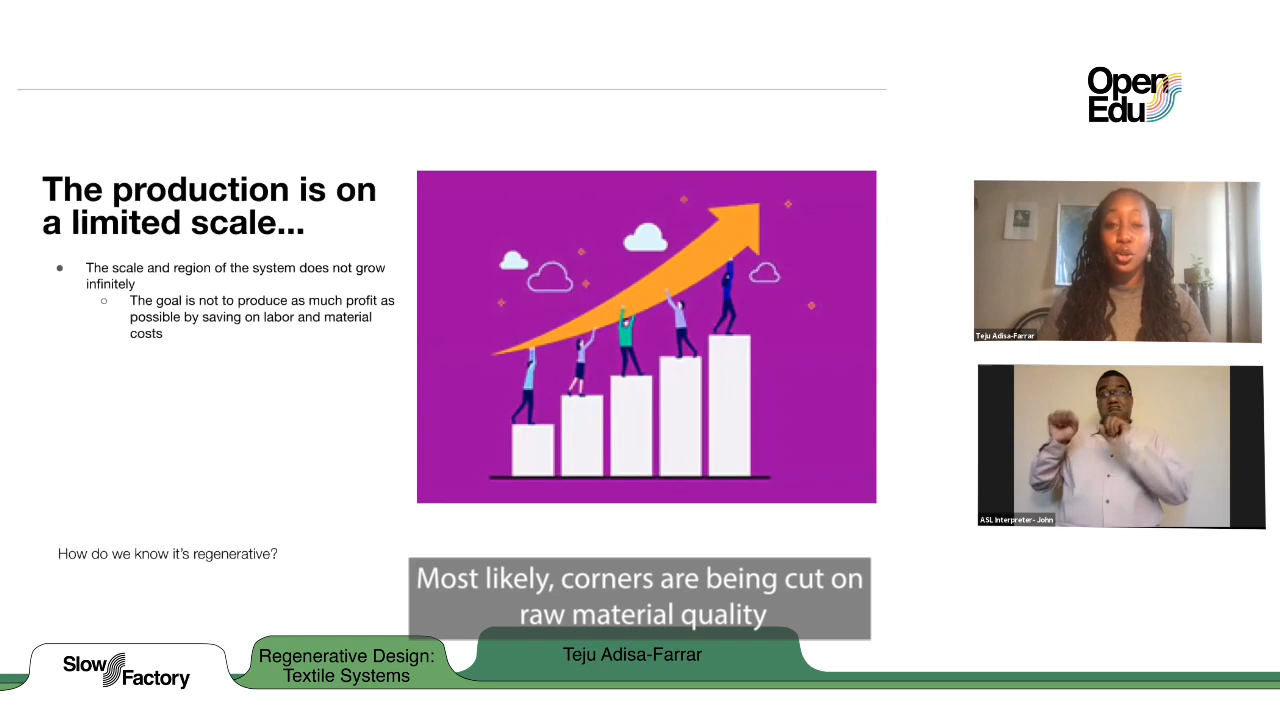 Open
Edu
The production is on
a limited scale...
● The scale and region of the system does not grow
infinitely
○ The goal is not to produce as much profit as
possible by saving on labor and material
costs
Teju Adisa-Farrar
ASL Interpreter- John
How do we know it's regenerative?
Most likely, corners are being cut on
raw material quality
Slow
Factory
Regenerative Design:
Textile Systems
Teju Adisa-Farrar